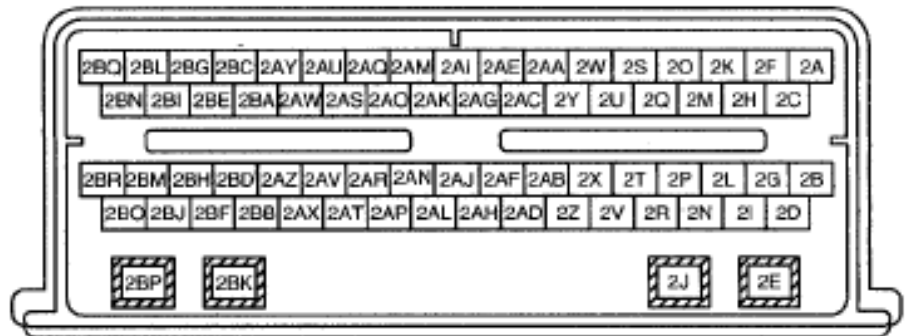 2BQ 2BL 2BG 2BC 2AY 2AU 2AQ 2AM 2AI 2AE 2AA 2W 2S 2O 2K 2F 2A
2BN 2BI 2BE 2BA 2AW 2AS 2AO 2AK 2AG 2AC 2Y 2U 2Q 2M 2H 2C
2BR 2BM 2BH 2BD 2AZ 2AV 2AR 2AN 2AJ 2AF 2AB 2X 2T 2P 2L 2G 2B
2BO 2BJ 2BF 2BB 2AX 2AT 2AP 2AL 2AH 2AD 2Z 2V 2R 2N 2I 2D
2BP 2BK 2J 2E